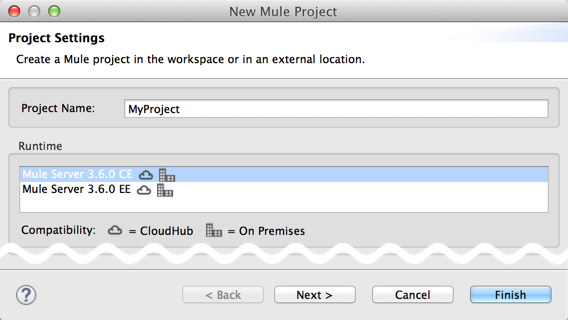 New Mule Project
Project Settings
Create a Mule project in the workspace or in an external location.
Project Name: MyProject
Runtime
Mule Server 3.6.0 CE
Mule Server 3.6.0 EE
Compatibility: = CloudHub = On Premises
? < Back Next > Cancel Finish